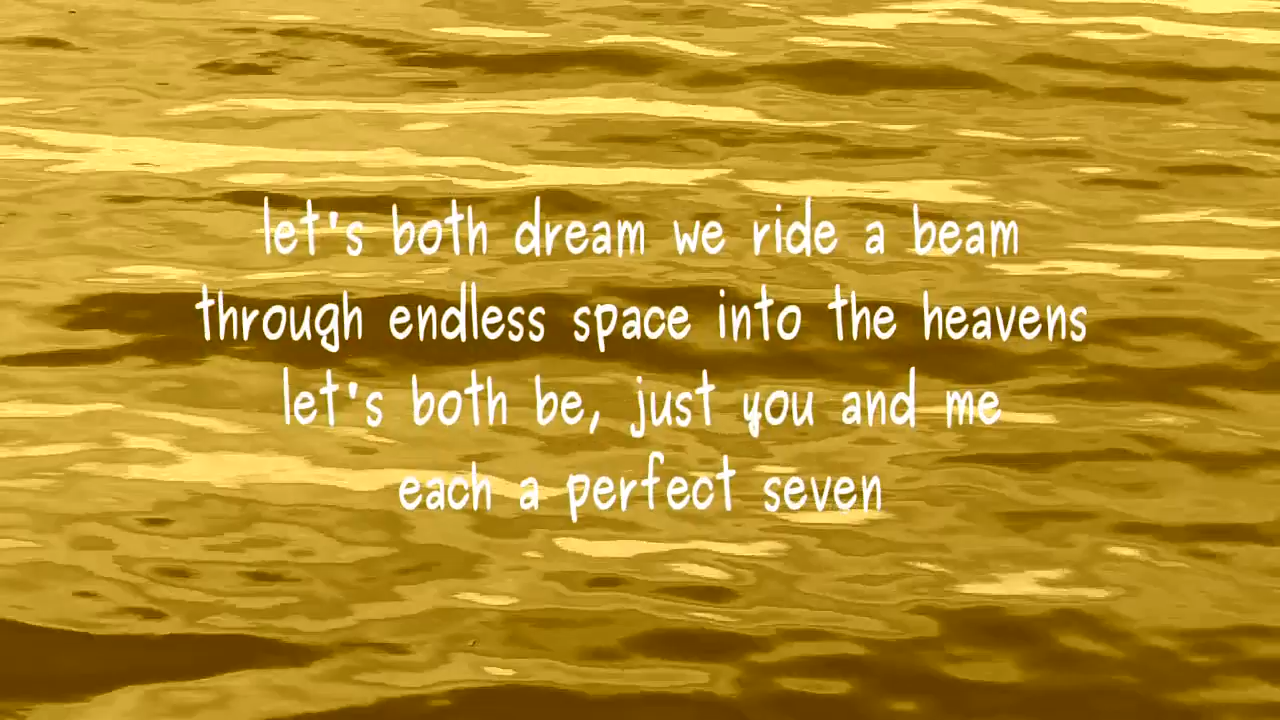 let's both dream we ride a beam
through endless space into the heavens
let's both be, just you and me
each a perfect seven